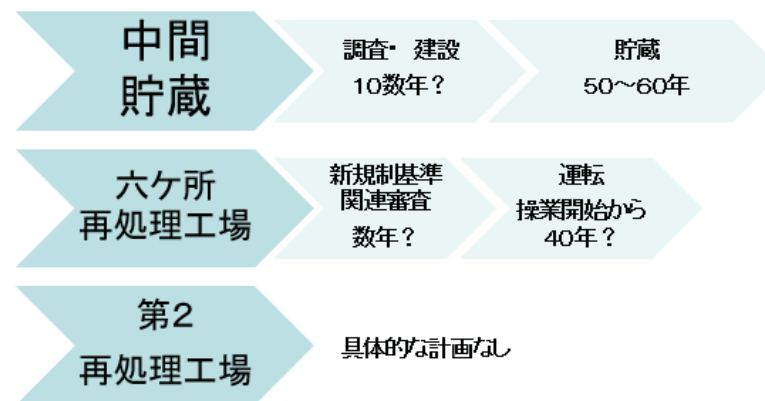 中間
貯蔵
調査・ 建設
10数年？
貯蔵
50～60年
六ケ所
再処理工場
新規制基準
関連審査
数年？
運転
操業開始から
40年？
第2
再処理工場
具体的な計画なし